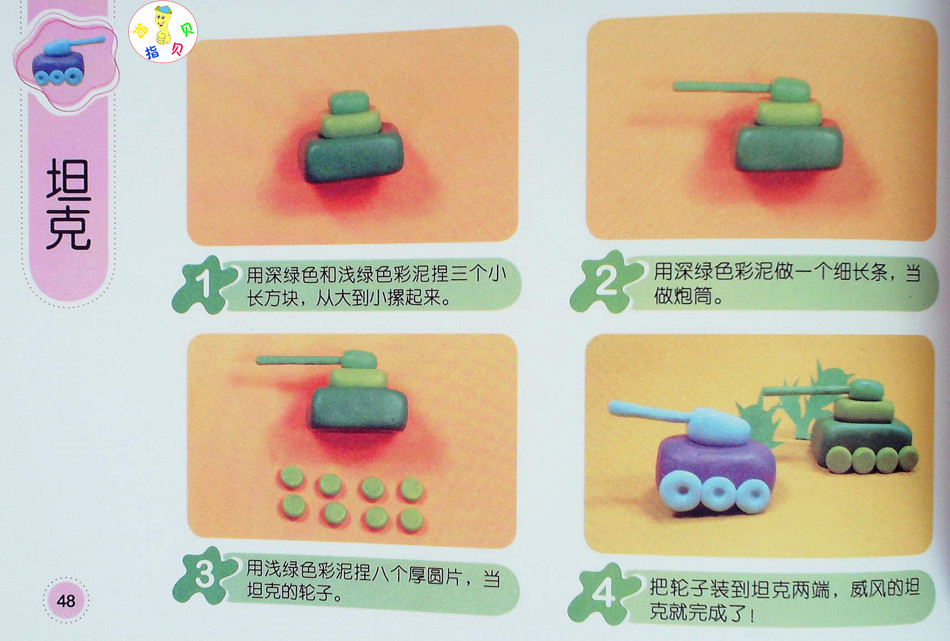 指
贝
贝
坦克
1
用深绿色和浅绿色彩泥捏三个小
长方块，从大到小摞起来。
2
用深绿色彩泥做一个细长条，当
做炮筒。
3
用浅绿色彩泥捏八个厚圆片，当
坦克的轮子。
4
把轮子装到坦克两端，威风的坦
克就完成了！
48